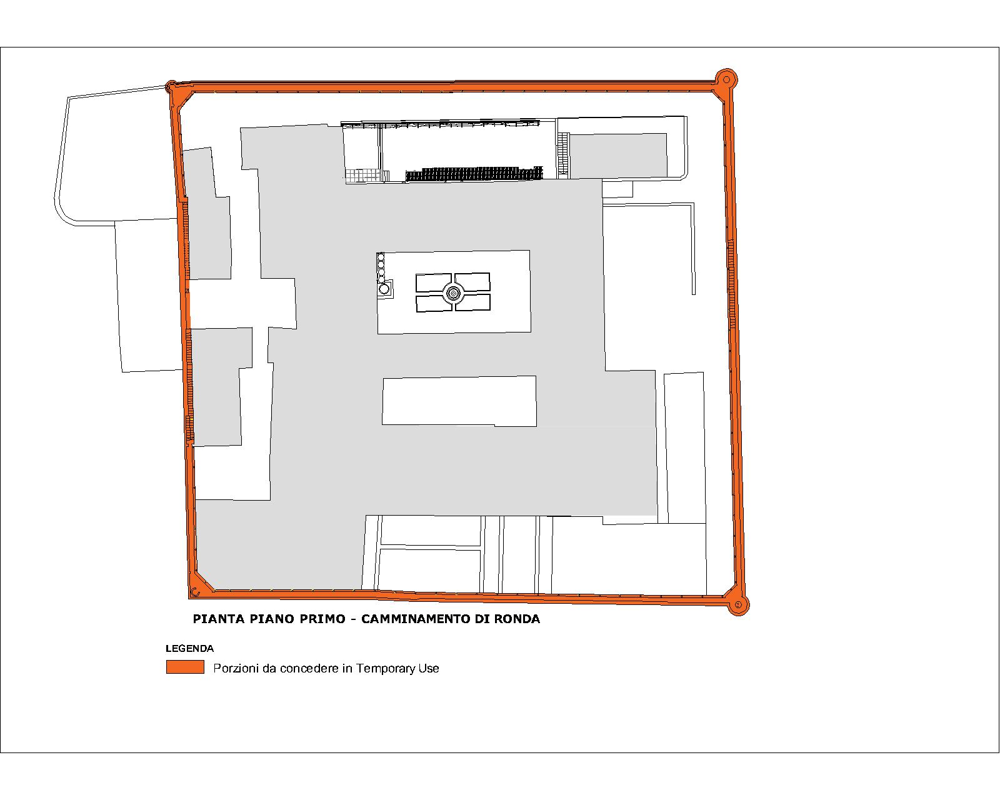 PIANTA PIANO PRIMO - CAMMINAMENTO DI RONDA
LEGENDA
Porzioni da concedere in Temporary Use